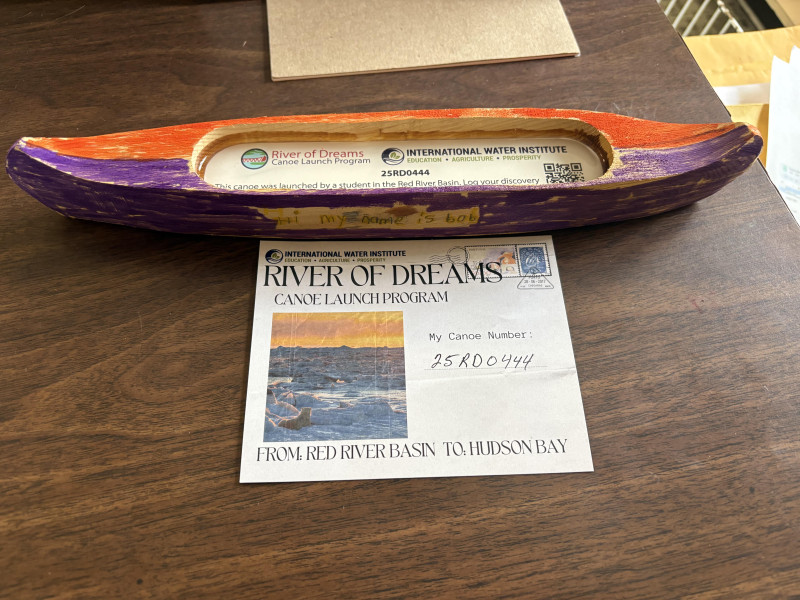 River of Dreams
Canoe Launch Program
INTERNATIONAL WATER INSTITUTE
EDUCATION • AGRICULTURE • PROSPERITY
25RD0444
This canoe was launched by a student in the Red River Basin. Log your discovery
Hi my name is bob
INTERNATIONAL WATER INSTITUTE
EDUCATION • AGRICULTURE • PROSPERITY
RIVER OF DREAMS
CANOE LAUNCH PROGRAM
My Canoe Number:
25RD0444
FROM: RED RIVER BASIN TO: HUDSON BAY